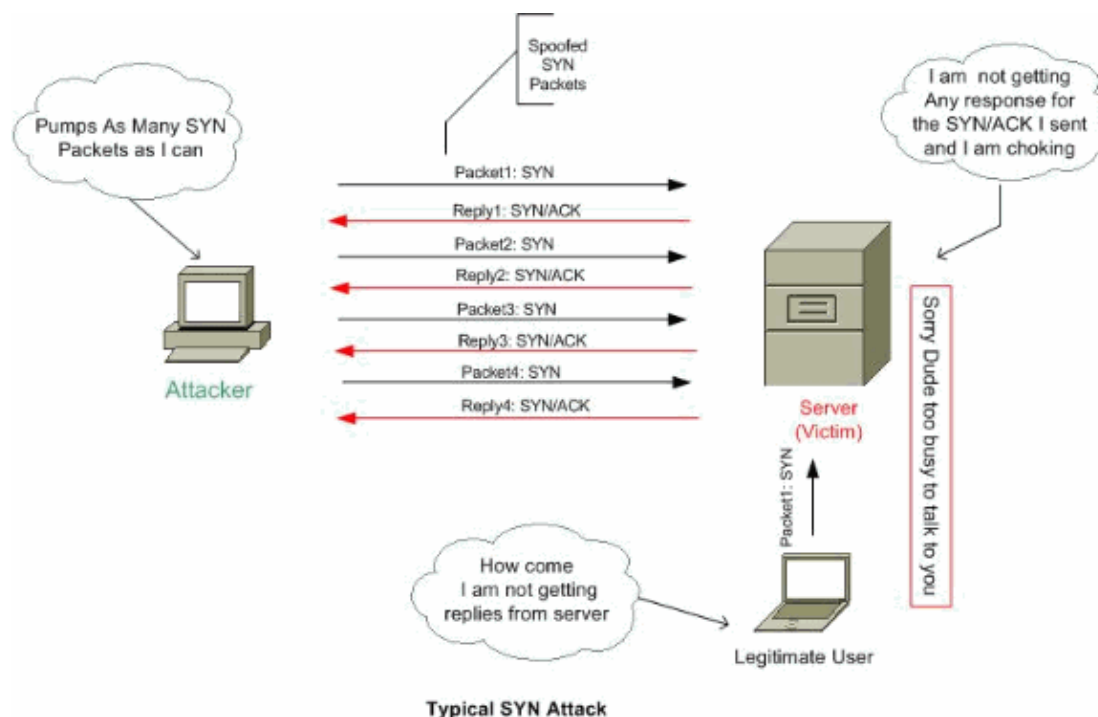 Spoofed
SYN
Packets
Pumps As Many SYN
Packets as I can
I am not getting
Any response for
the SYN/ACK I sent
and I am choking
Packet1: SYN
Reply1: SYN/ACK
Packet2: SYN
Reply2: SYN/ACK
Packet3: SYN
Reply3: SYN/ACK
Packet4: SYN
Reply4: SYN/ACK
Attacker
Server
(Victim)
Sorry Dude too busy to talk to you
Packet1: SYN
How come
I am not getting
replies from server
Legitimate User
Typical SYN Attack